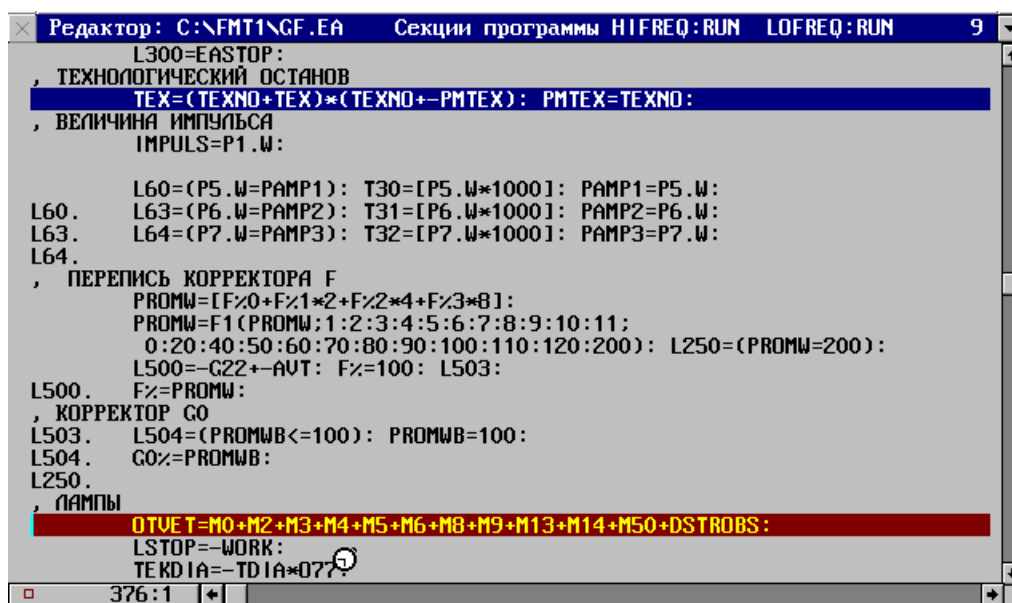 Редактор: C:\FMT1\GF.EA Секции программы HIFREQ:RUN LOFREQ:RUN 9
L300=EASTOP:
, ТЕХНОЛОГИЧЕСКИЙ ОСТАНОВ
TEX=(TEXNO+TEX)*(TEXNO+-PMTEX): PMTEX=TEXNO:
, ВЕЛИЧИНА ИМПУЛЬСА
IMPULS=P1.W:
L60=(P5.W=PAMP1): T30=[P5.W*1000]: PAMP1=P5.W:
L60. L63=(P6.W=PAMP2): T31=[P6.W*1000]: PAMP2=P6.W:
L63. L64=(P7.W=PAMP3): T32=[P7.W*1000]: PAMP3=P7.W:
L64.
, ПЕРЕПИСЬ КОРРЕКТОРА F
PROMW=[F%0+F%1*2+F%2*4+F%3*8]:
PROMW=F1(PROMW;1:2:3:4:5:6:7:8:9:10:11;
0:20:40:50:60:70:80:90:100:110:120:200): L250=(PROMW=200):
L500=-G22+-AVT: F%=100: L503:
L500. F%=PROMW:
, КОРРЕКТОР GO
L503. L504=(PROMWB<=100): PROMWB=100:
L504. GO%=PROMWB:
L250.
, ЛАМПЫ
OTVET=M0+M2+M3+M4+M5+M6+M8+M9+M13+M14+M50+DSTROBS:
LSTOP=-WORK:
TEKDIA=-TDIA*077:
376:1